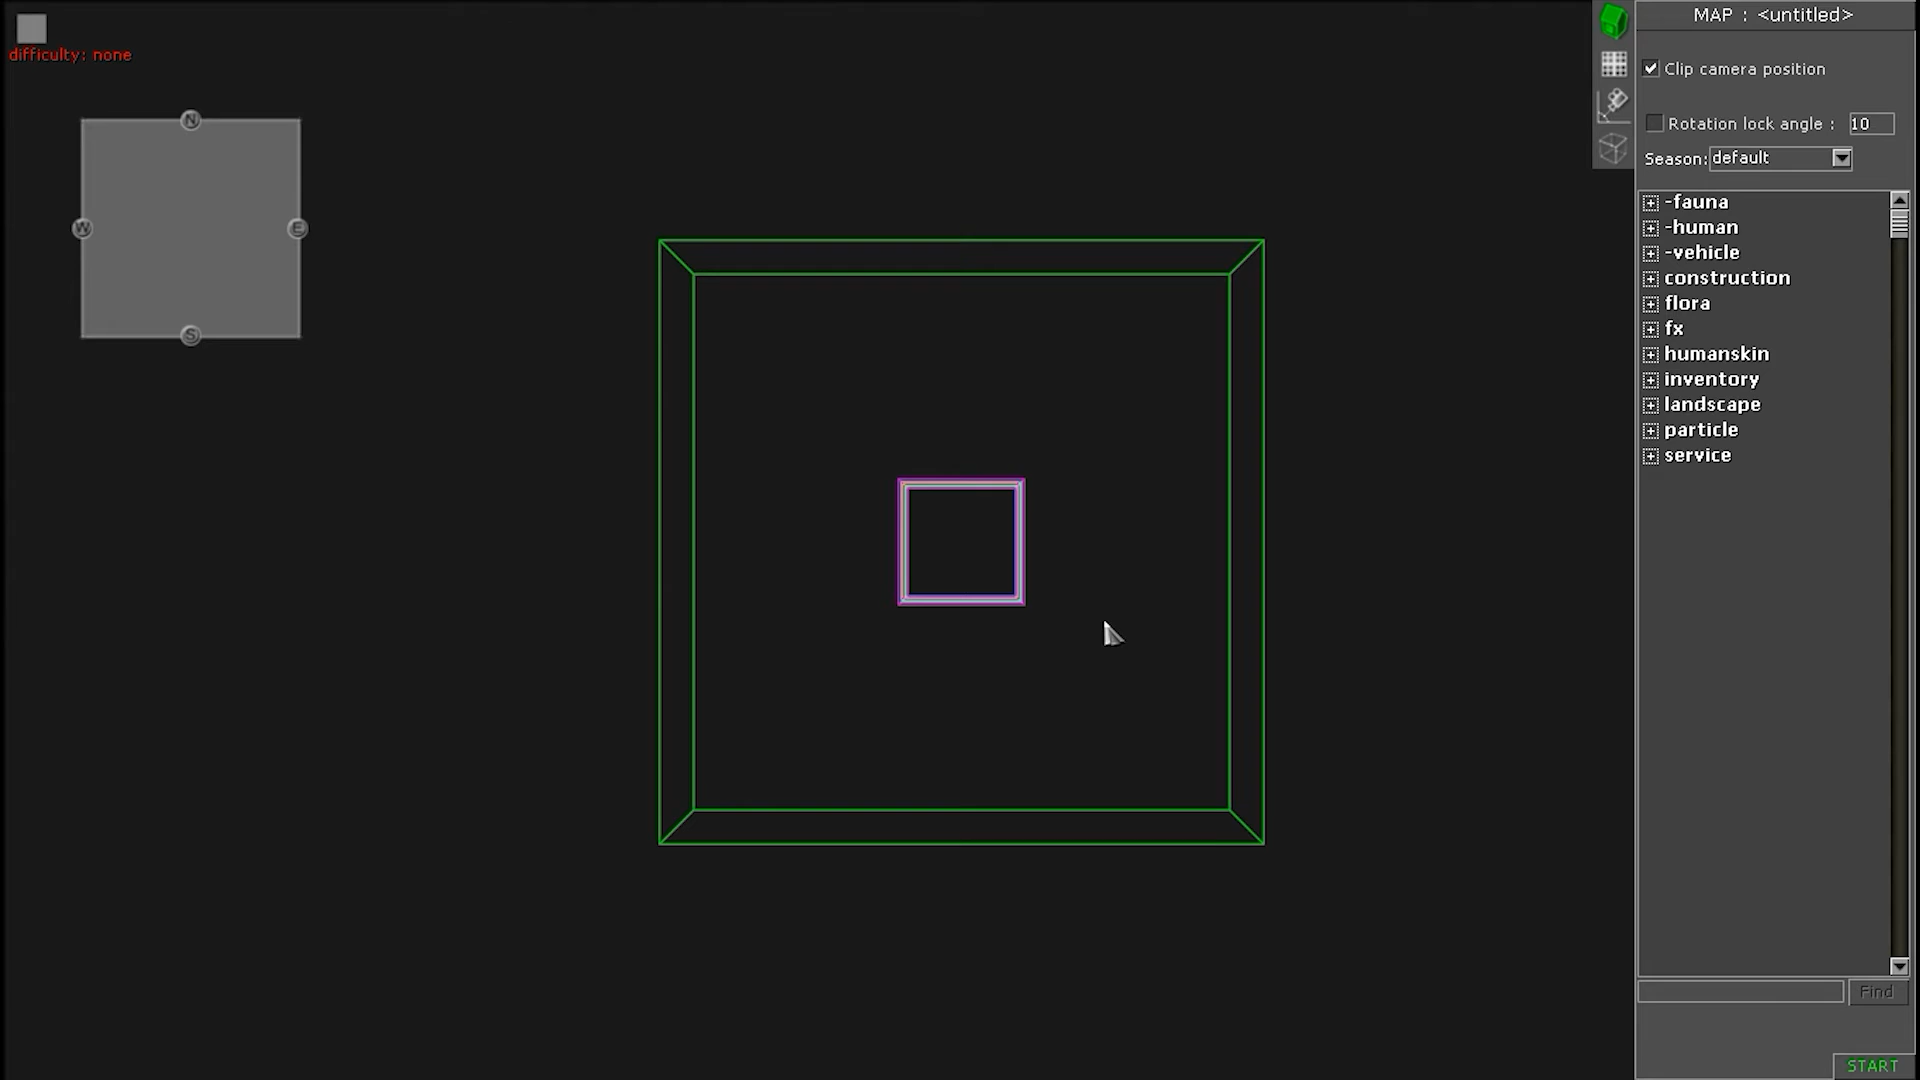 difficulty: none
N
W
E
S
MAP : <untitled>
Clip camera position
Rotation lock angle : 10
Season: default
-fauna
-human
-vehicle
construction
flora
fx
humanskin
inventory
landscape
particle
service
Find
START